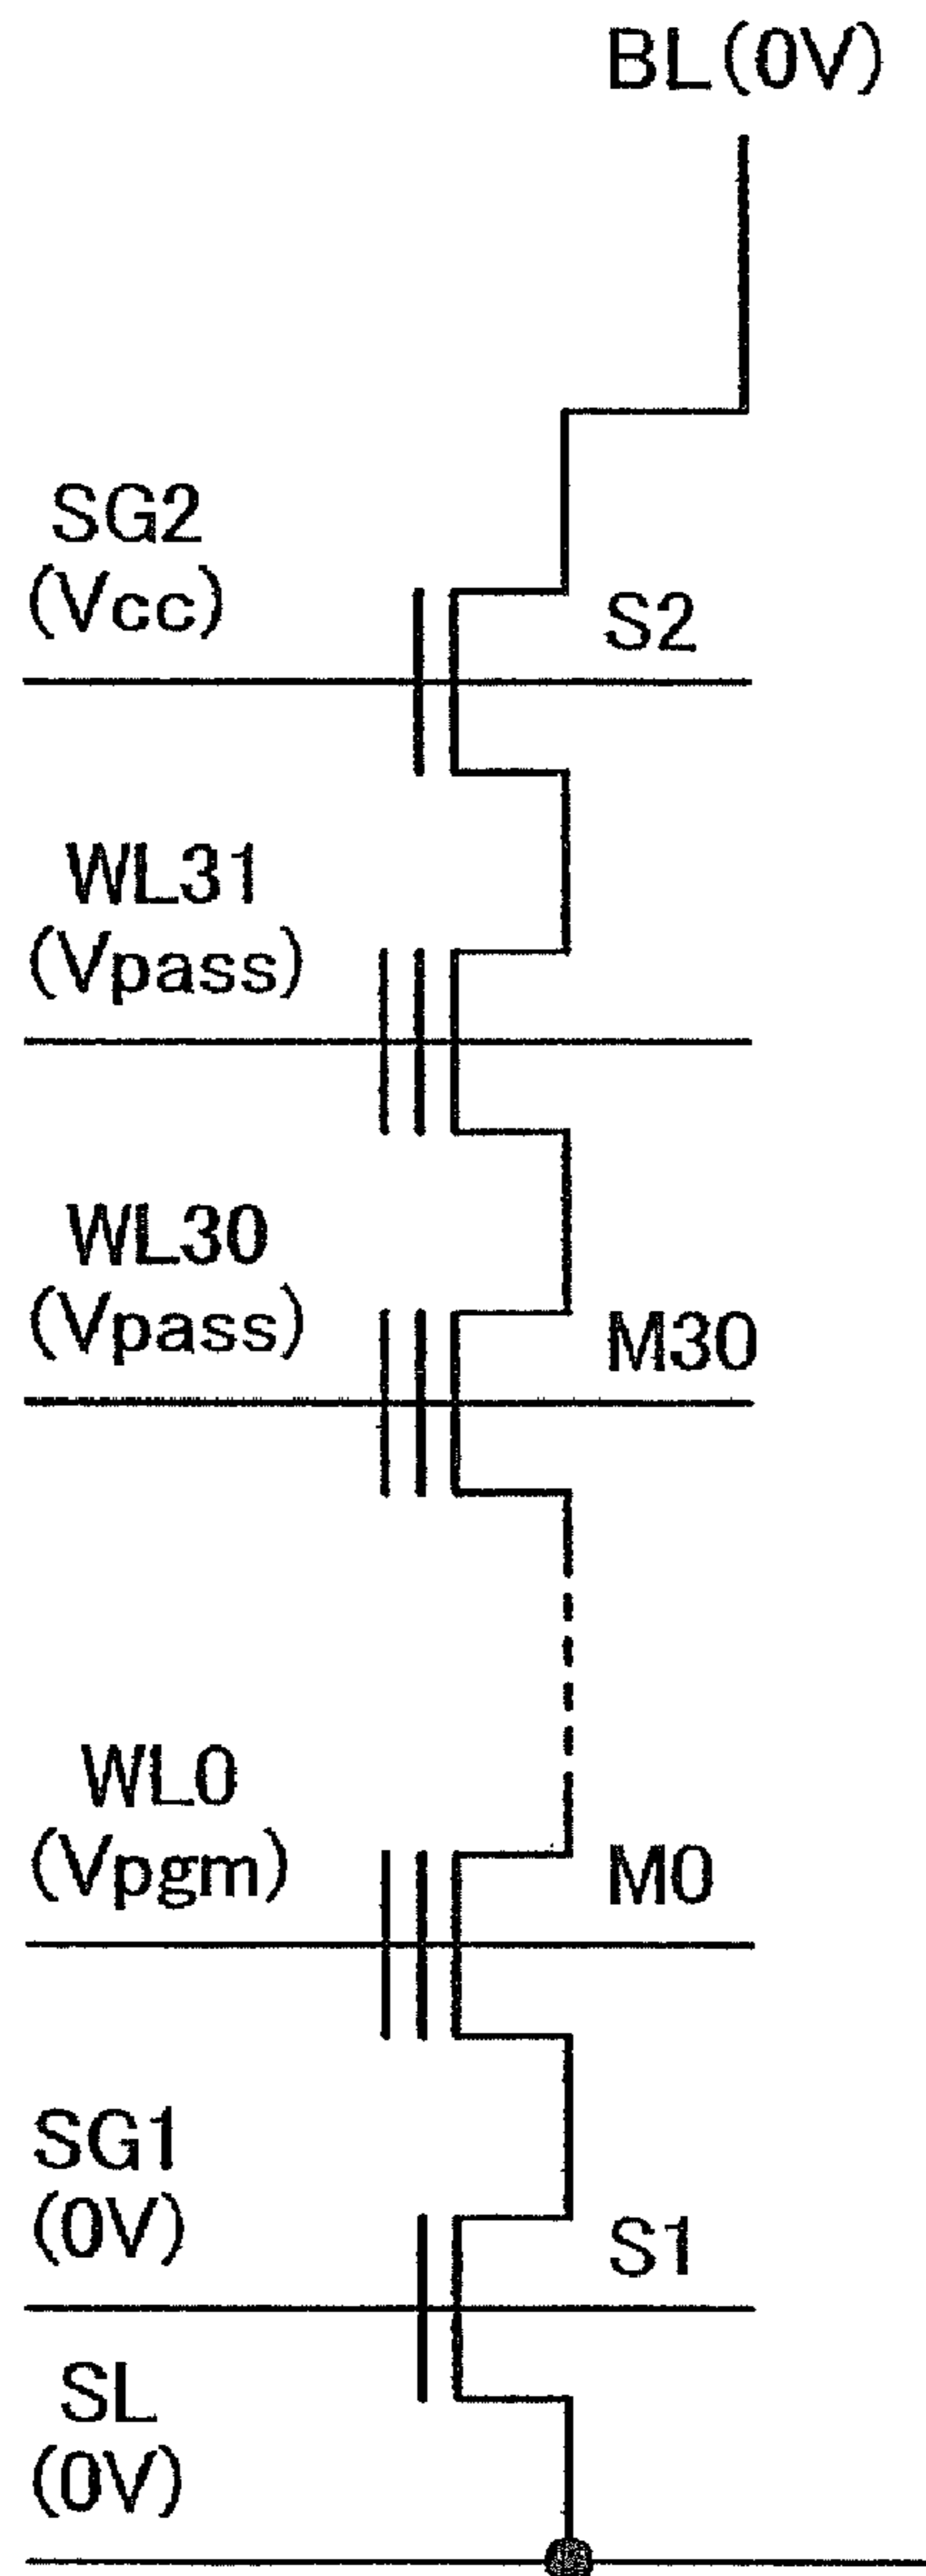 BL(0V)
SG2
(Vcc)
S2
WL31
(Vpass)
WL30
(Vpass)
M30
WL0
(Vpgm)
M0
SG1
(0V)
S1
SL
(0V)